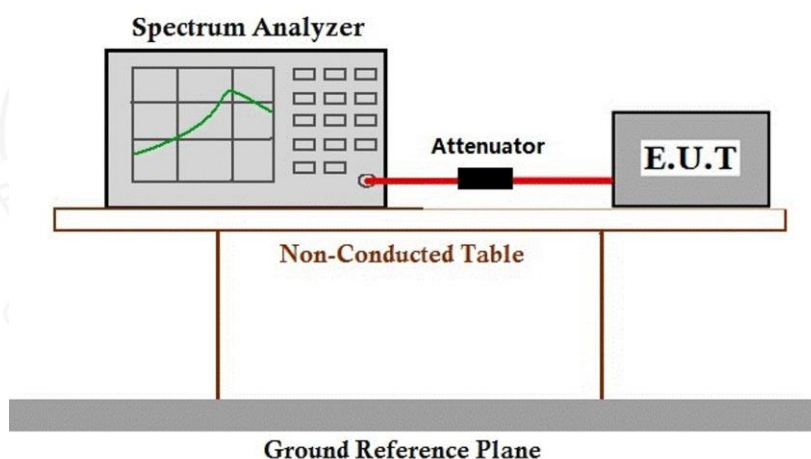 Spectrum Analyzer
Attenuator
E.U.T
Non-Conducted Table
Ground Reference Plane